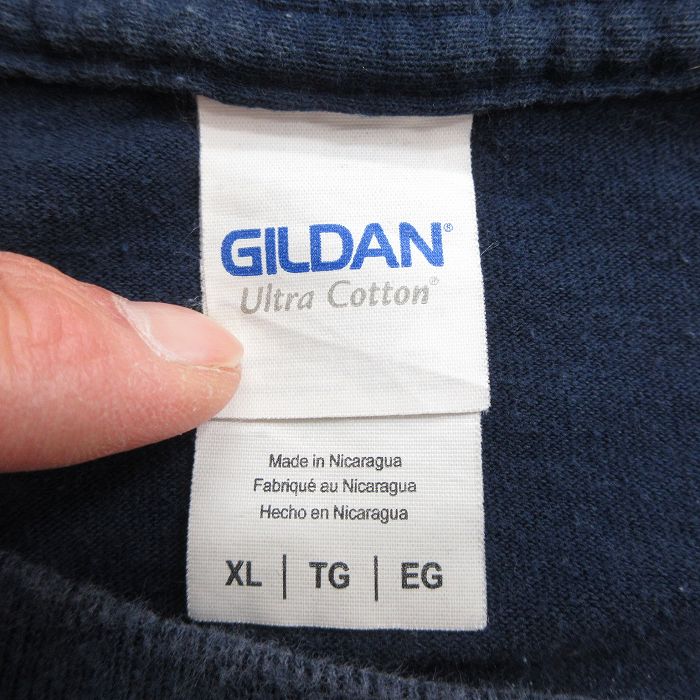 GILDAN®
Ultra Cotton®
Made in Nicaragua
Fabriqué au Nicaragua
Hecho en Nicaragua
XL | TG | EG